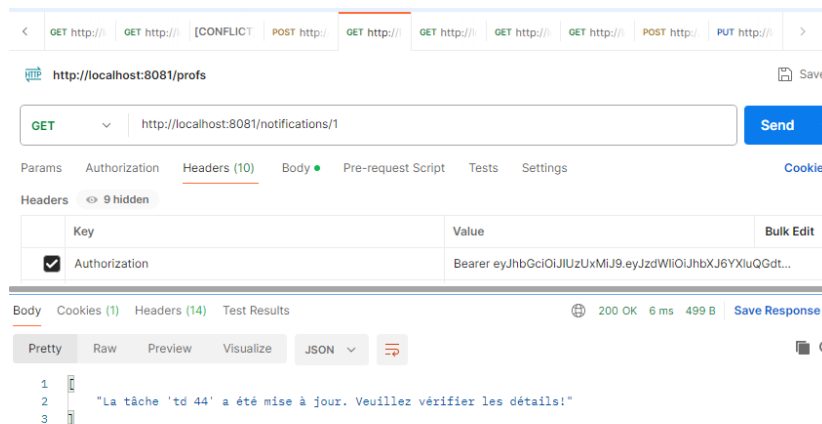 GET http://l GET http://l [CONFLICT POST http:/ GET http://l GET http://l GET http://l GET http://l POST http:/ PUT http://l
HTTP http://localhost:8081/profs Save
GET http://localhost:8081/notifications/1 Send
Params Authorization Headers (10) Body Pre-request Script Tests Settings Cookie
Headers 9 hidden
Key Value Bulk Edit
Authorization Bearer eyJhbGciOiJIUzUxMiJ9.eyJzdWIiOiJhbXJ6YXluQGdt...
Body Cookies (1) Headers (14) Test Results 200 OK 6 ms 499 B Save Response
Pretty Raw Preview Visualize JSON
1 [
2 "La tâche 'td 44' a été mise à jour. Veuillez vérifier les détails!"
3 ]